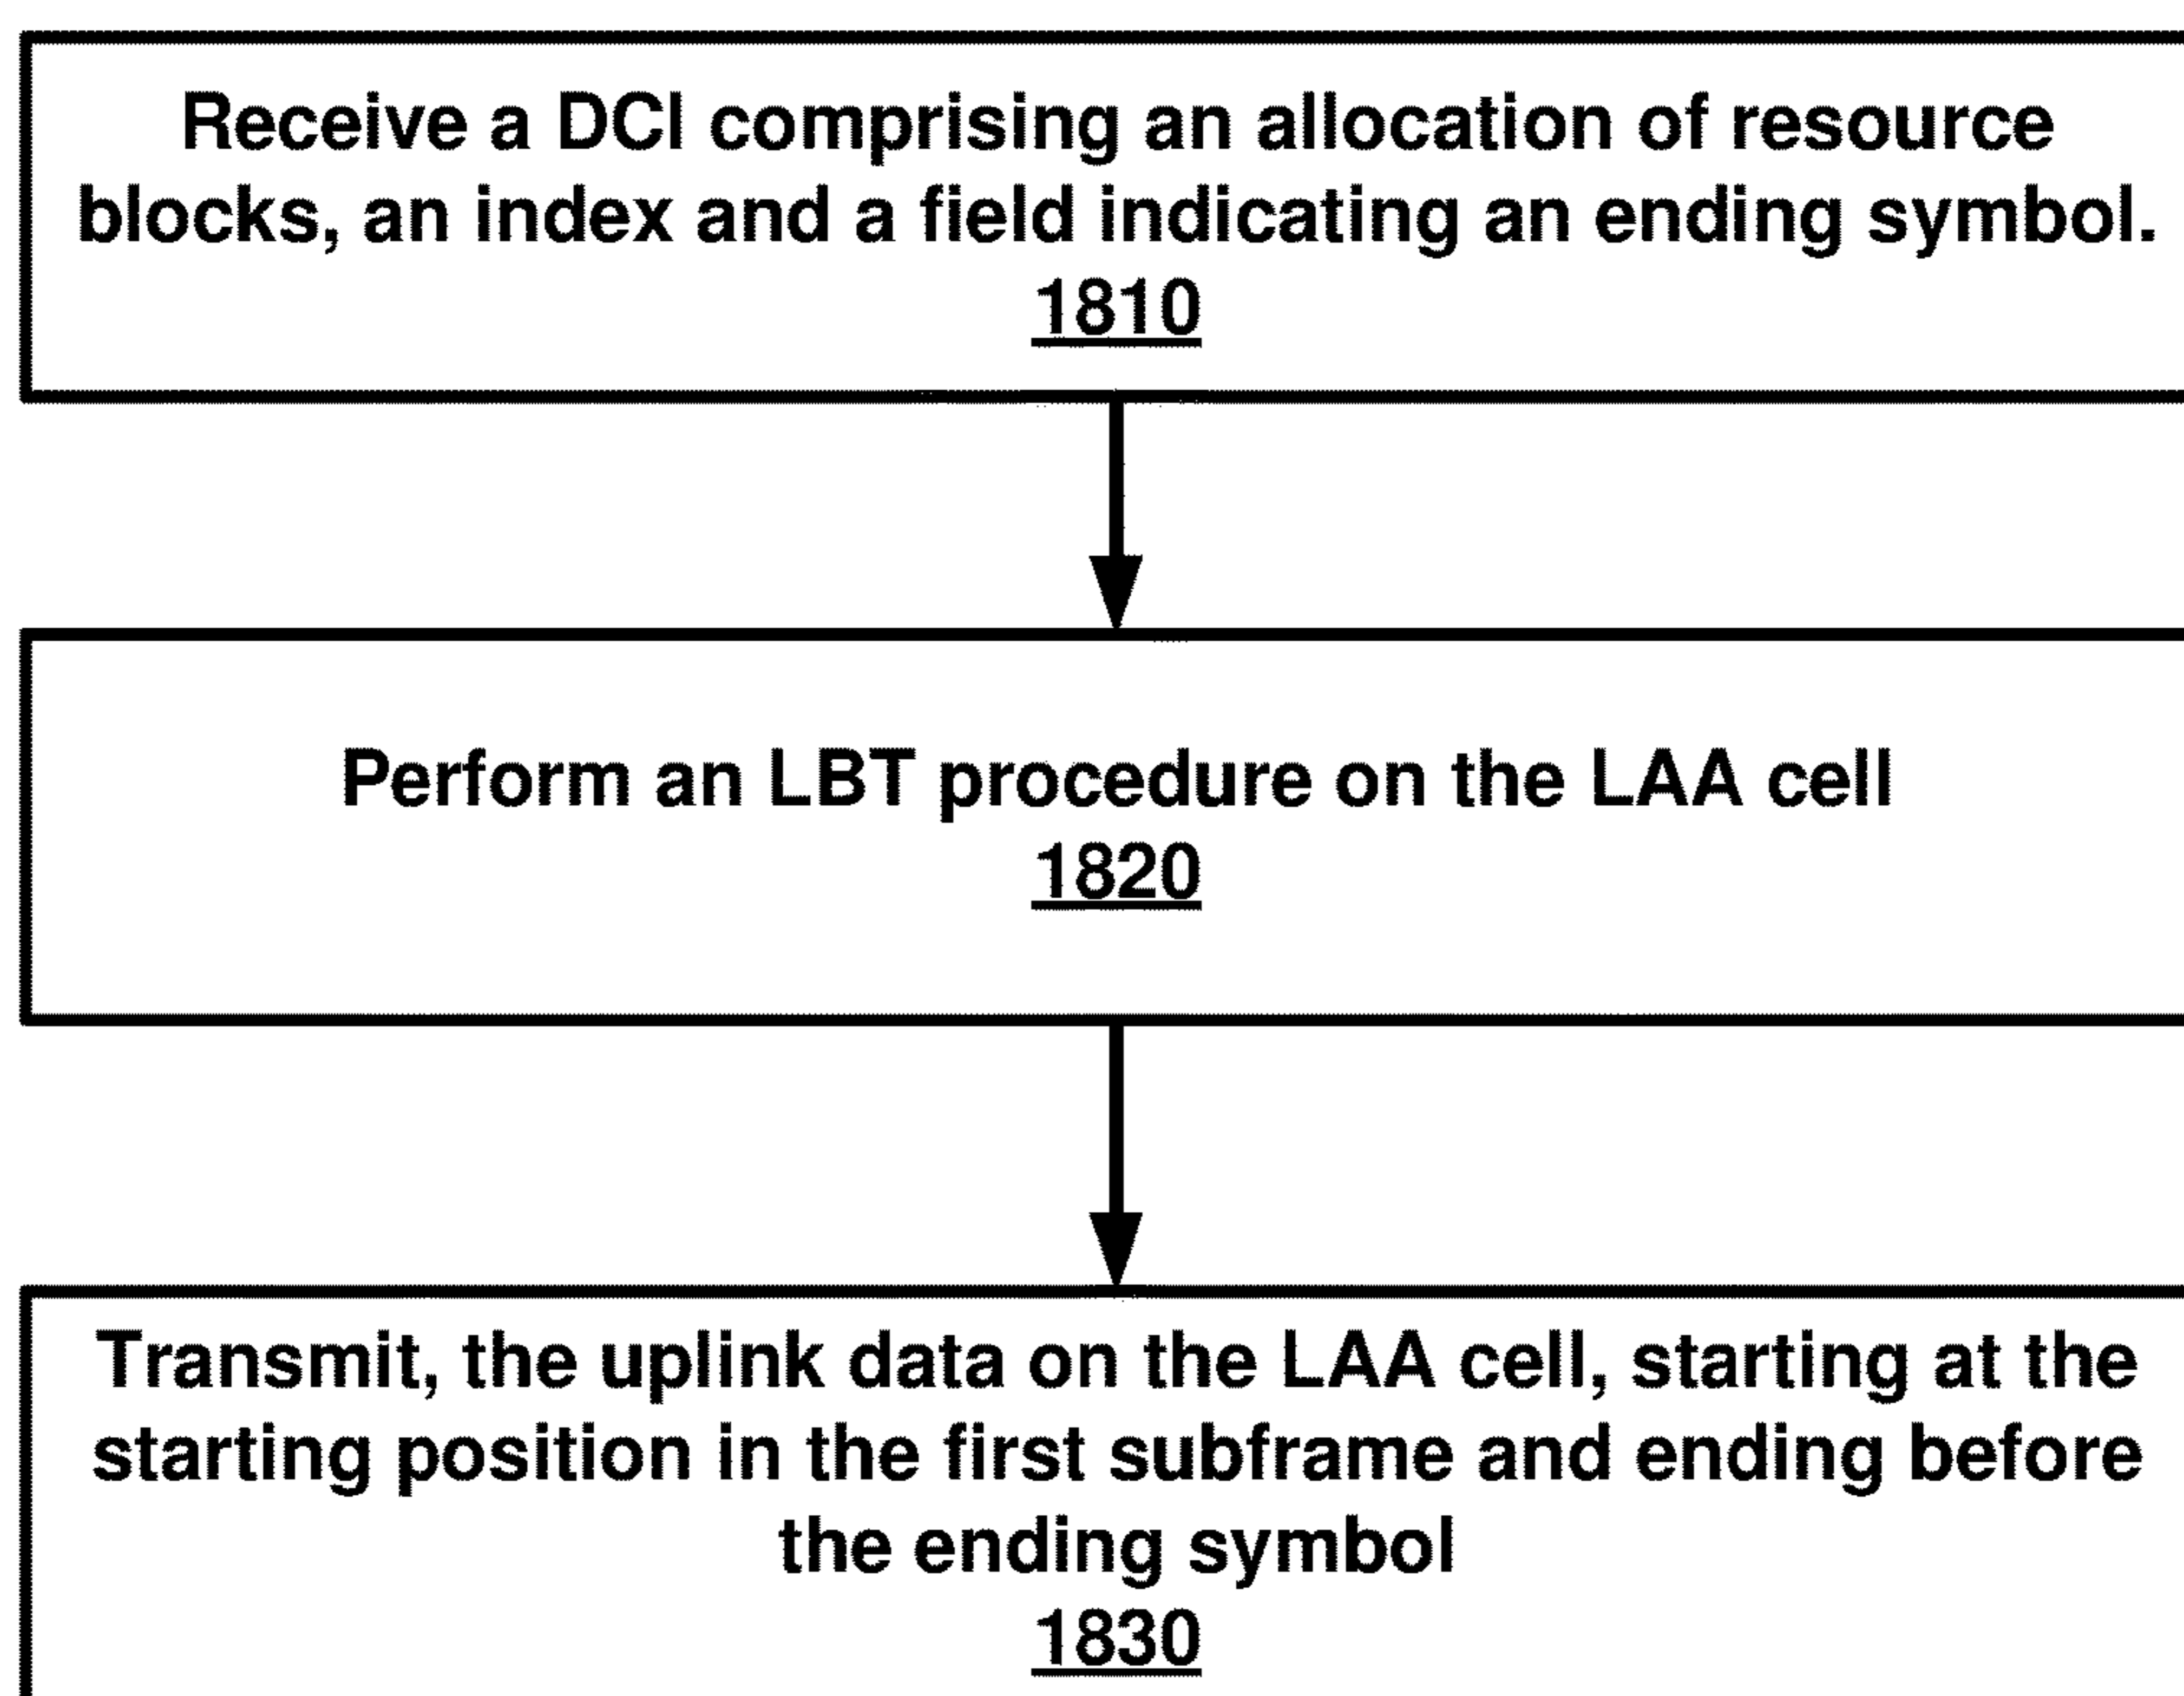 Receive a DCI comprising an allocation of resource
blocks, an index and a field indicating an ending symbol.
1810
Perform an LBT procedure on the LAA cell
1820
Transmit, the uplink data on the LAA cell, starting at the
starting position in the first subframe and ending before
the ending symbol
1830